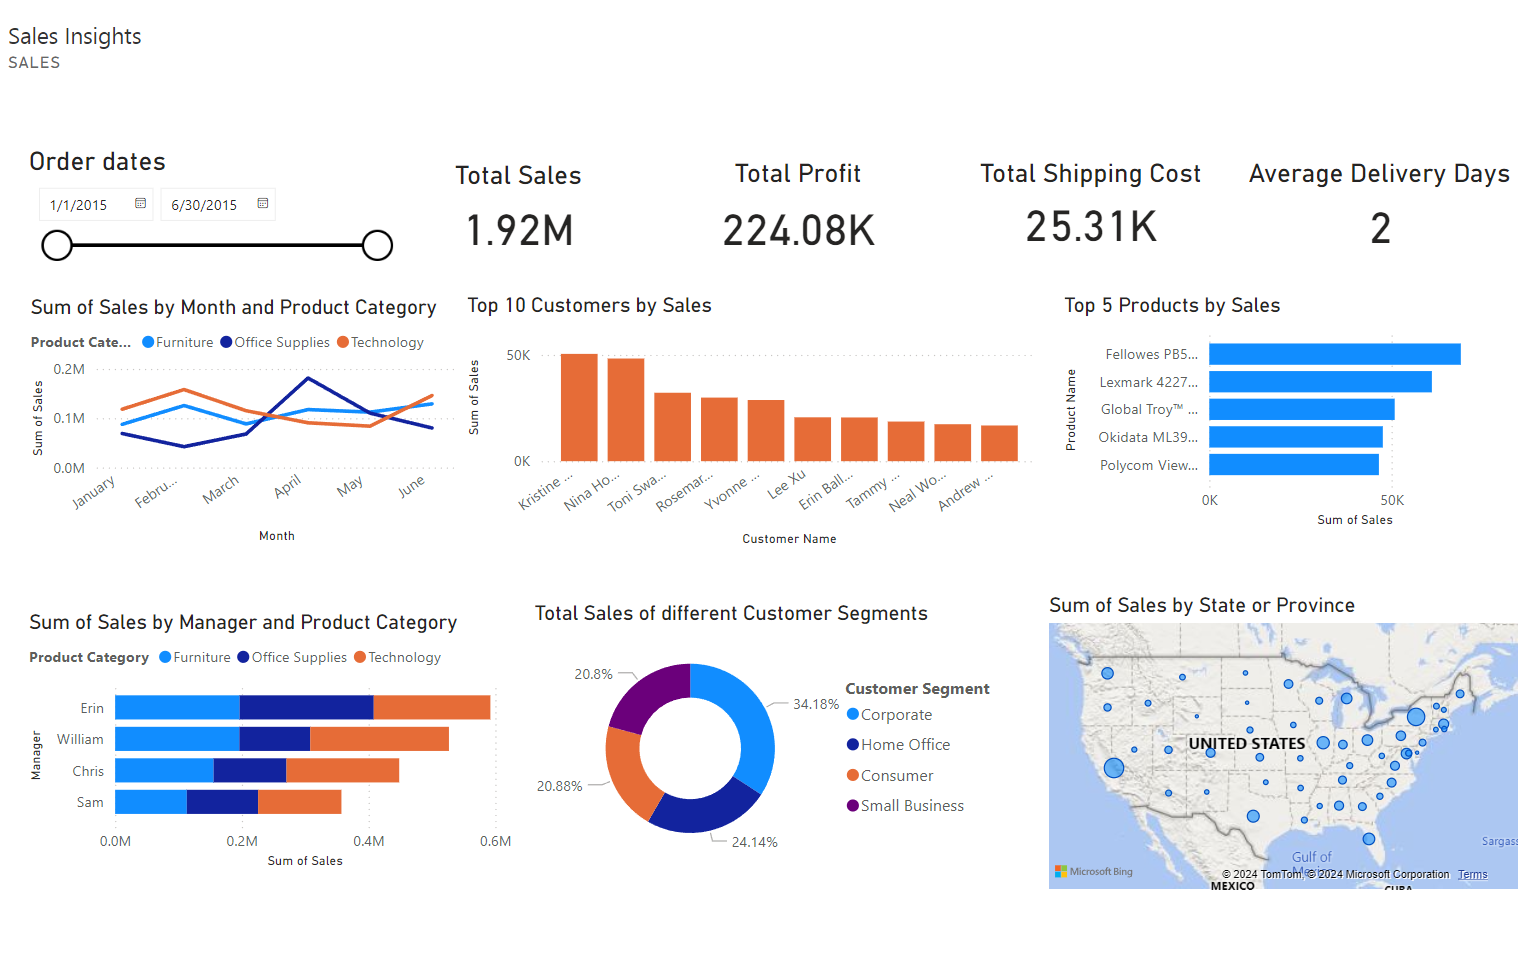 Sales Insights
SALES
Order dates
1/1/2015
6/30/2015
Total Sales
1.92M
Total Profit
224.08K
Total Shipping Cost
25.31K
Average Delivery Days
2
Sum of Sales by Month and Product Category
Product Cate... Furniture Office Supplies Technology
Sum of Sales
0.2M
0.1M
0.0M
January
Febru...
March
April
May
June
Month
Top 10 Customers by Sales
Sum of Sales
50K
0K
Kristine ...
Nina Ho...
Toni Swa...
Rosemar...
Yvonne ...
Lee Xu
Erin Ball...
Tammy ...
Neal Wo...
Andrew ...
Customer Name
Top 5 Products by Sales
Product Name
Fellowes PB5...
Lexmark 4227...
Global Troy™ ...
Okidata ML39...
Polycom View...
0K
50K
Sum of Sales
Sum of Sales by Manager and Product Category
Product Category Furniture Office Supplies Technology
Manager
Erin
William
Chris
Sam
0.0M
0.2M
0.4M
0.6M
Sum of Sales
Total Sales of different Customer Segments
20.8%
34.18%
20.88%
24.14%
Customer Segment
Corporate
Home Office
Consumer
Small Business
Sum of Sales by State or Province
UNITED STATES
Sargass
Gulf of
Microsoft Bing
© 2024 TomTom, © 2024 Microsoft Corporation Terms
MEXICO
CUBA